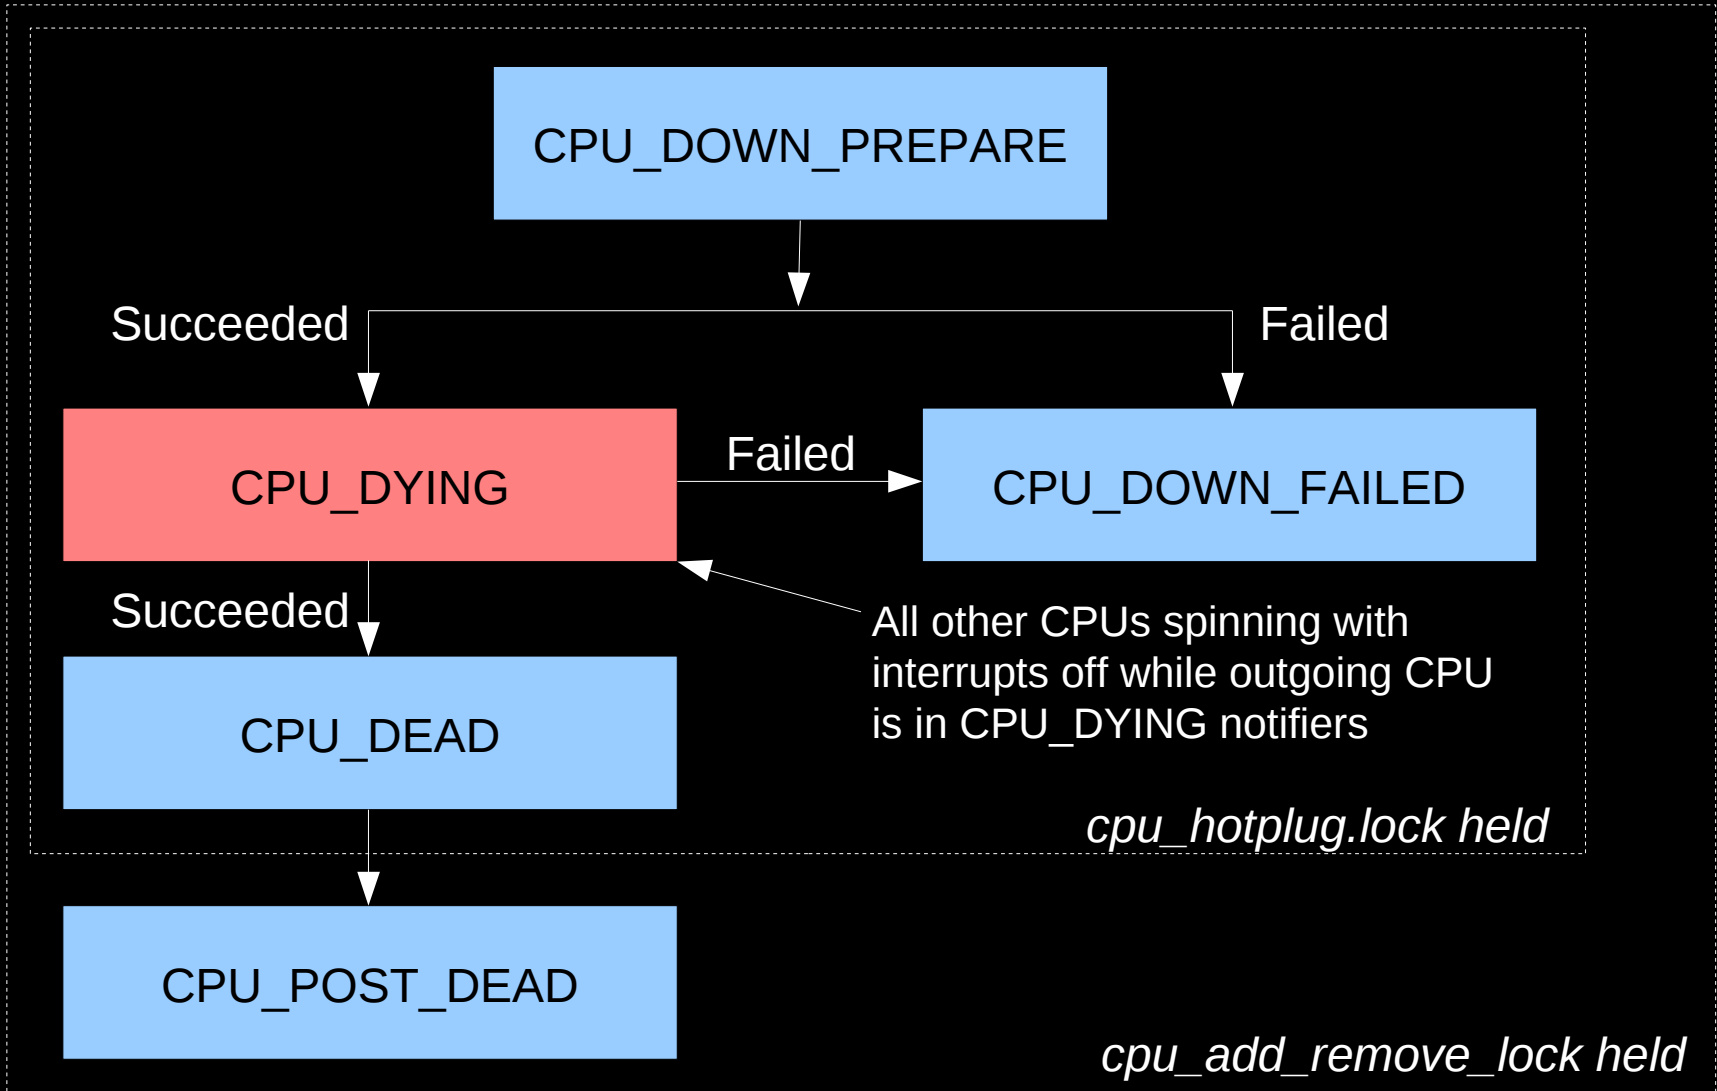 CPU_DOWN_PREPARE
Succeeded
Failed
CPU_DYING
Failed
CPU_DOWN_FAILED
Succeeded
All other CPUs spinning with
interrupts off while outgoing CPU
is in CPU_DYING notifiers
CPU_DEAD
cpu_hotplug.lock held
CPU_POST_DEAD
cpu_add_remove_lock held